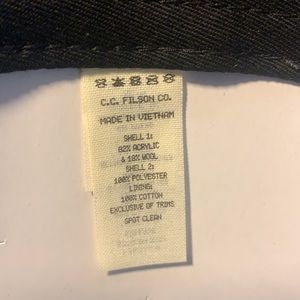 C.C. FILSON CO.
MADE IN VIETNAM
SHELL 1:
82% ACRYLIC
& 18% WOOL
SHELL 2:
100% POLYESTER
LINING:
100% COTTON
EXCLUSIVE OF TRIMS
SPOT CLEAN